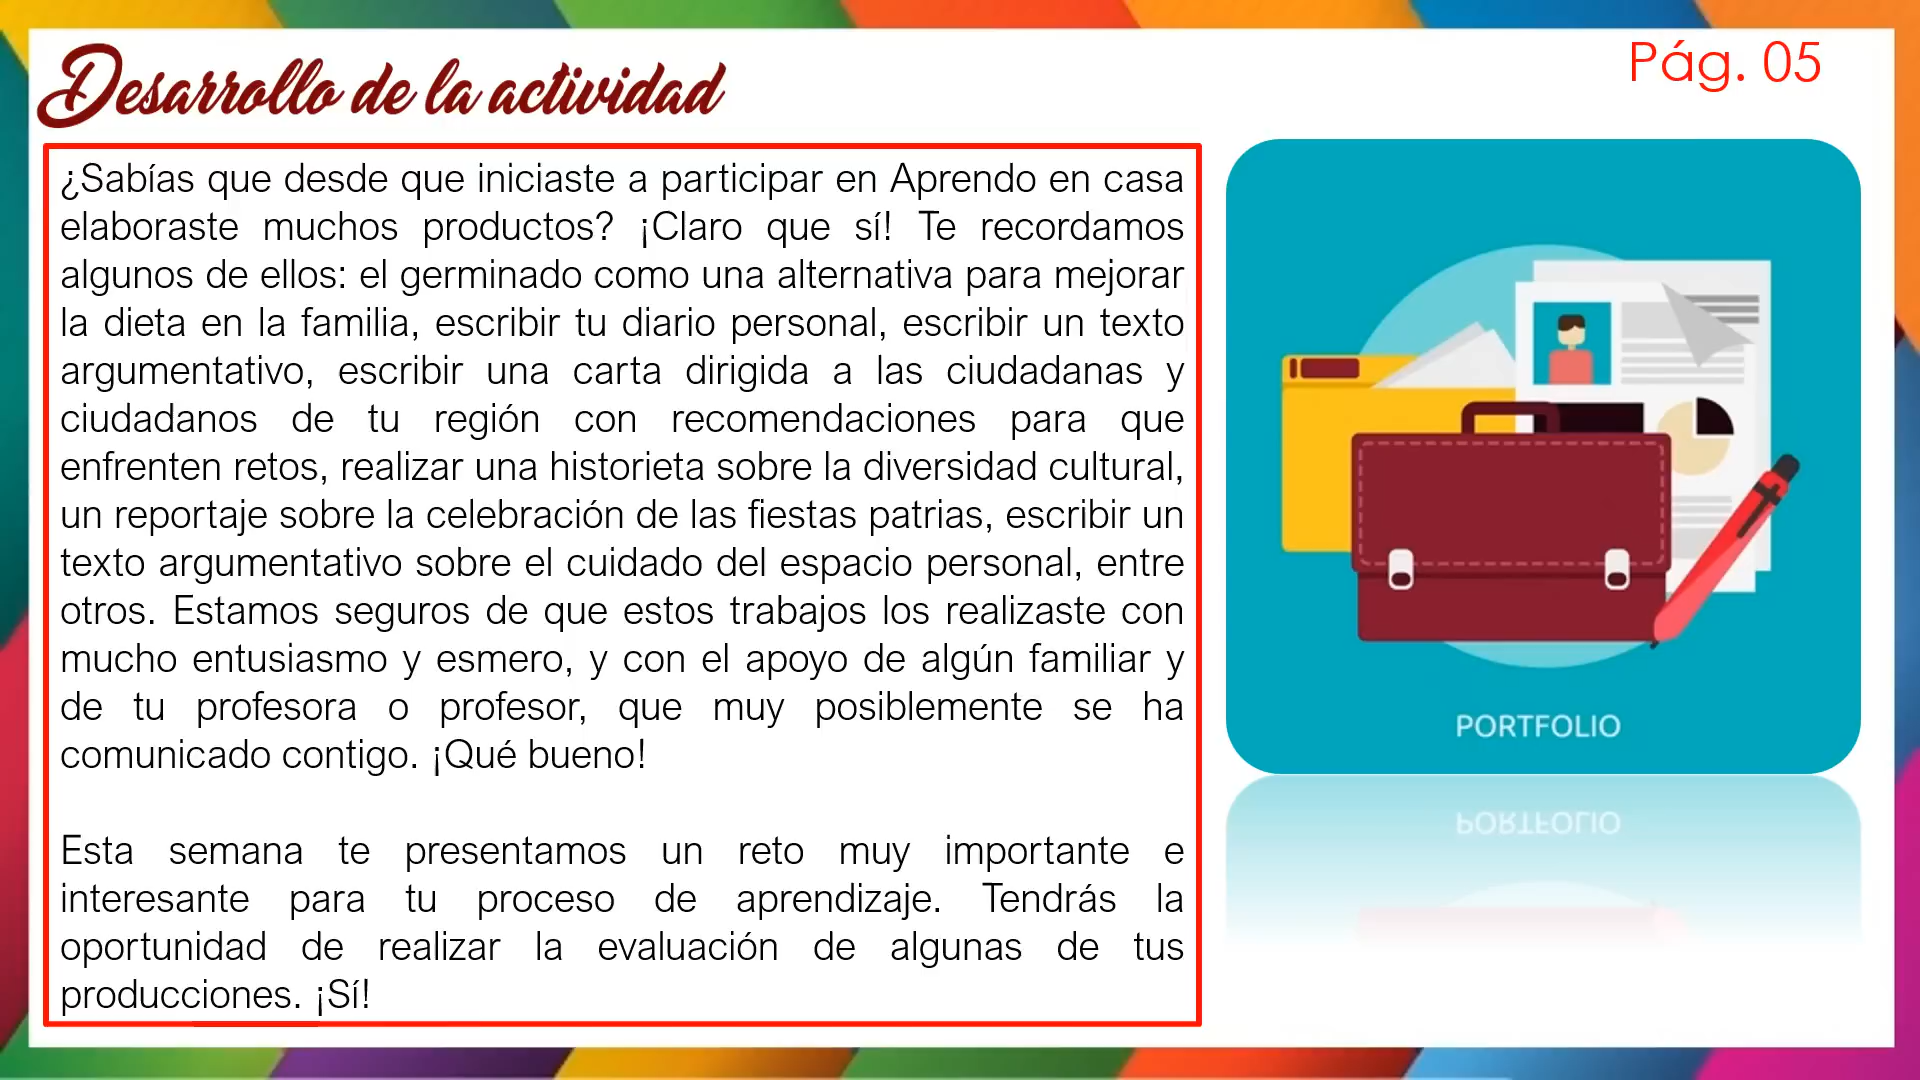 Desarrollo de la actividad
Pág. 05
¿Sabías que desde que iniciaste a participar en Aprendo en casa
elaboraste muchos productos? ¡Claro que sí! Te recordamos
algunos de ellos: el germinado como una alternativa para mejorar
la dieta en la familia, escribir tu diario personal, escribir un texto
argumentativo, escribir una carta dirigida a las ciudadanas y
ciudadanos de tu región con recomendaciones para que
enfrenten retos, realizar una historieta sobre la diversidad cultural,
un reportaje sobre la celebración de las fiestas patrias, escribir un
texto argumentativo sobre el cuidado del espacio personal, entre
otros. Estamos seguros de que estos trabajos los realizaste con
mucho entusiasmo y esmero, y con el apoyo de algún familiar y
de tu profesora o profesor, que muy posiblemente se ha
comunicado contigo. ¡Qué bueno!
Esta semana te presentamos un reto muy importante e
interesante para tu proceso de aprendizaje. Tendrás la
oportunidad de realizar la evaluación de algunas de tus
producciones. ¡Sí!
PORTFOLIO